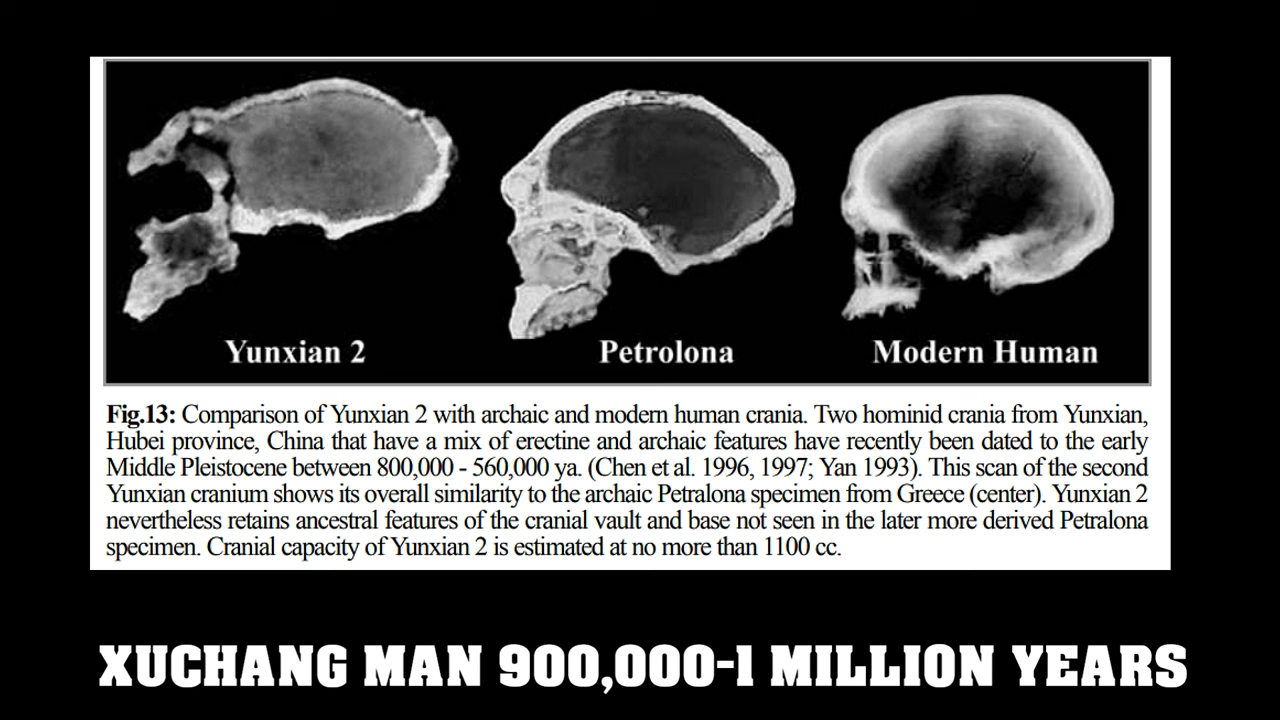 Yunxian 2
Petrolona
Modern Human
Fig.13: Comparison of Yunxian 2 with archaic and modern human crania. Two hominid crania from Yunxian,
Hubei province, China that have a mix of erectine and archaic features have recently been dated to the early
Middle Pleistocene between 800,000 - 560,000 ya. (Chen et al. 1996, 1997; Yan 1993). This scan of the second
Yunxian cranium shows its overall similarity to the archaic Petralona specimen from Greece (center). Yunxian 2
nevertheless retains ancestral features of the cranial vault and base not seen in the later more derived Petralona
specimen. Cranial capacity of Yunxian 2 is estimated at no more than 1100 cc.
XUCHANG MAN 900,000-1 MILLION YEARS